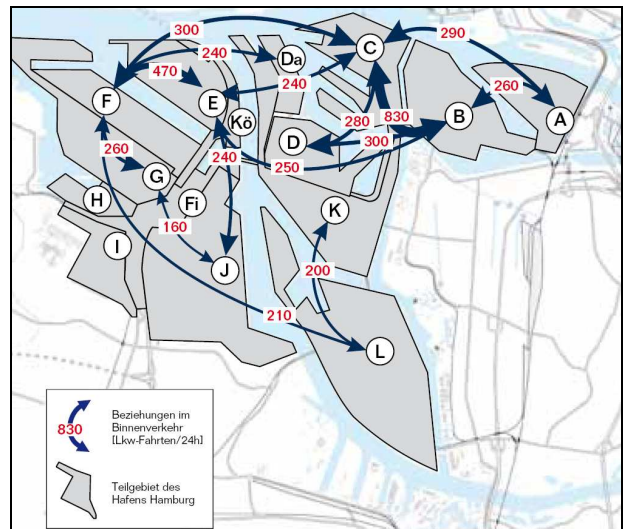 300
290
240
C
Da
470
240
260
F
E
B
A
Kö
280
830
D
300
260
240
250
G
H
Fi
K
160
I
J
200
210
L
830
Beziehungen im
Binnenverkehr
[Lkw-Fahrten/24h]
Teilgebiet des
Hafens Hamburg